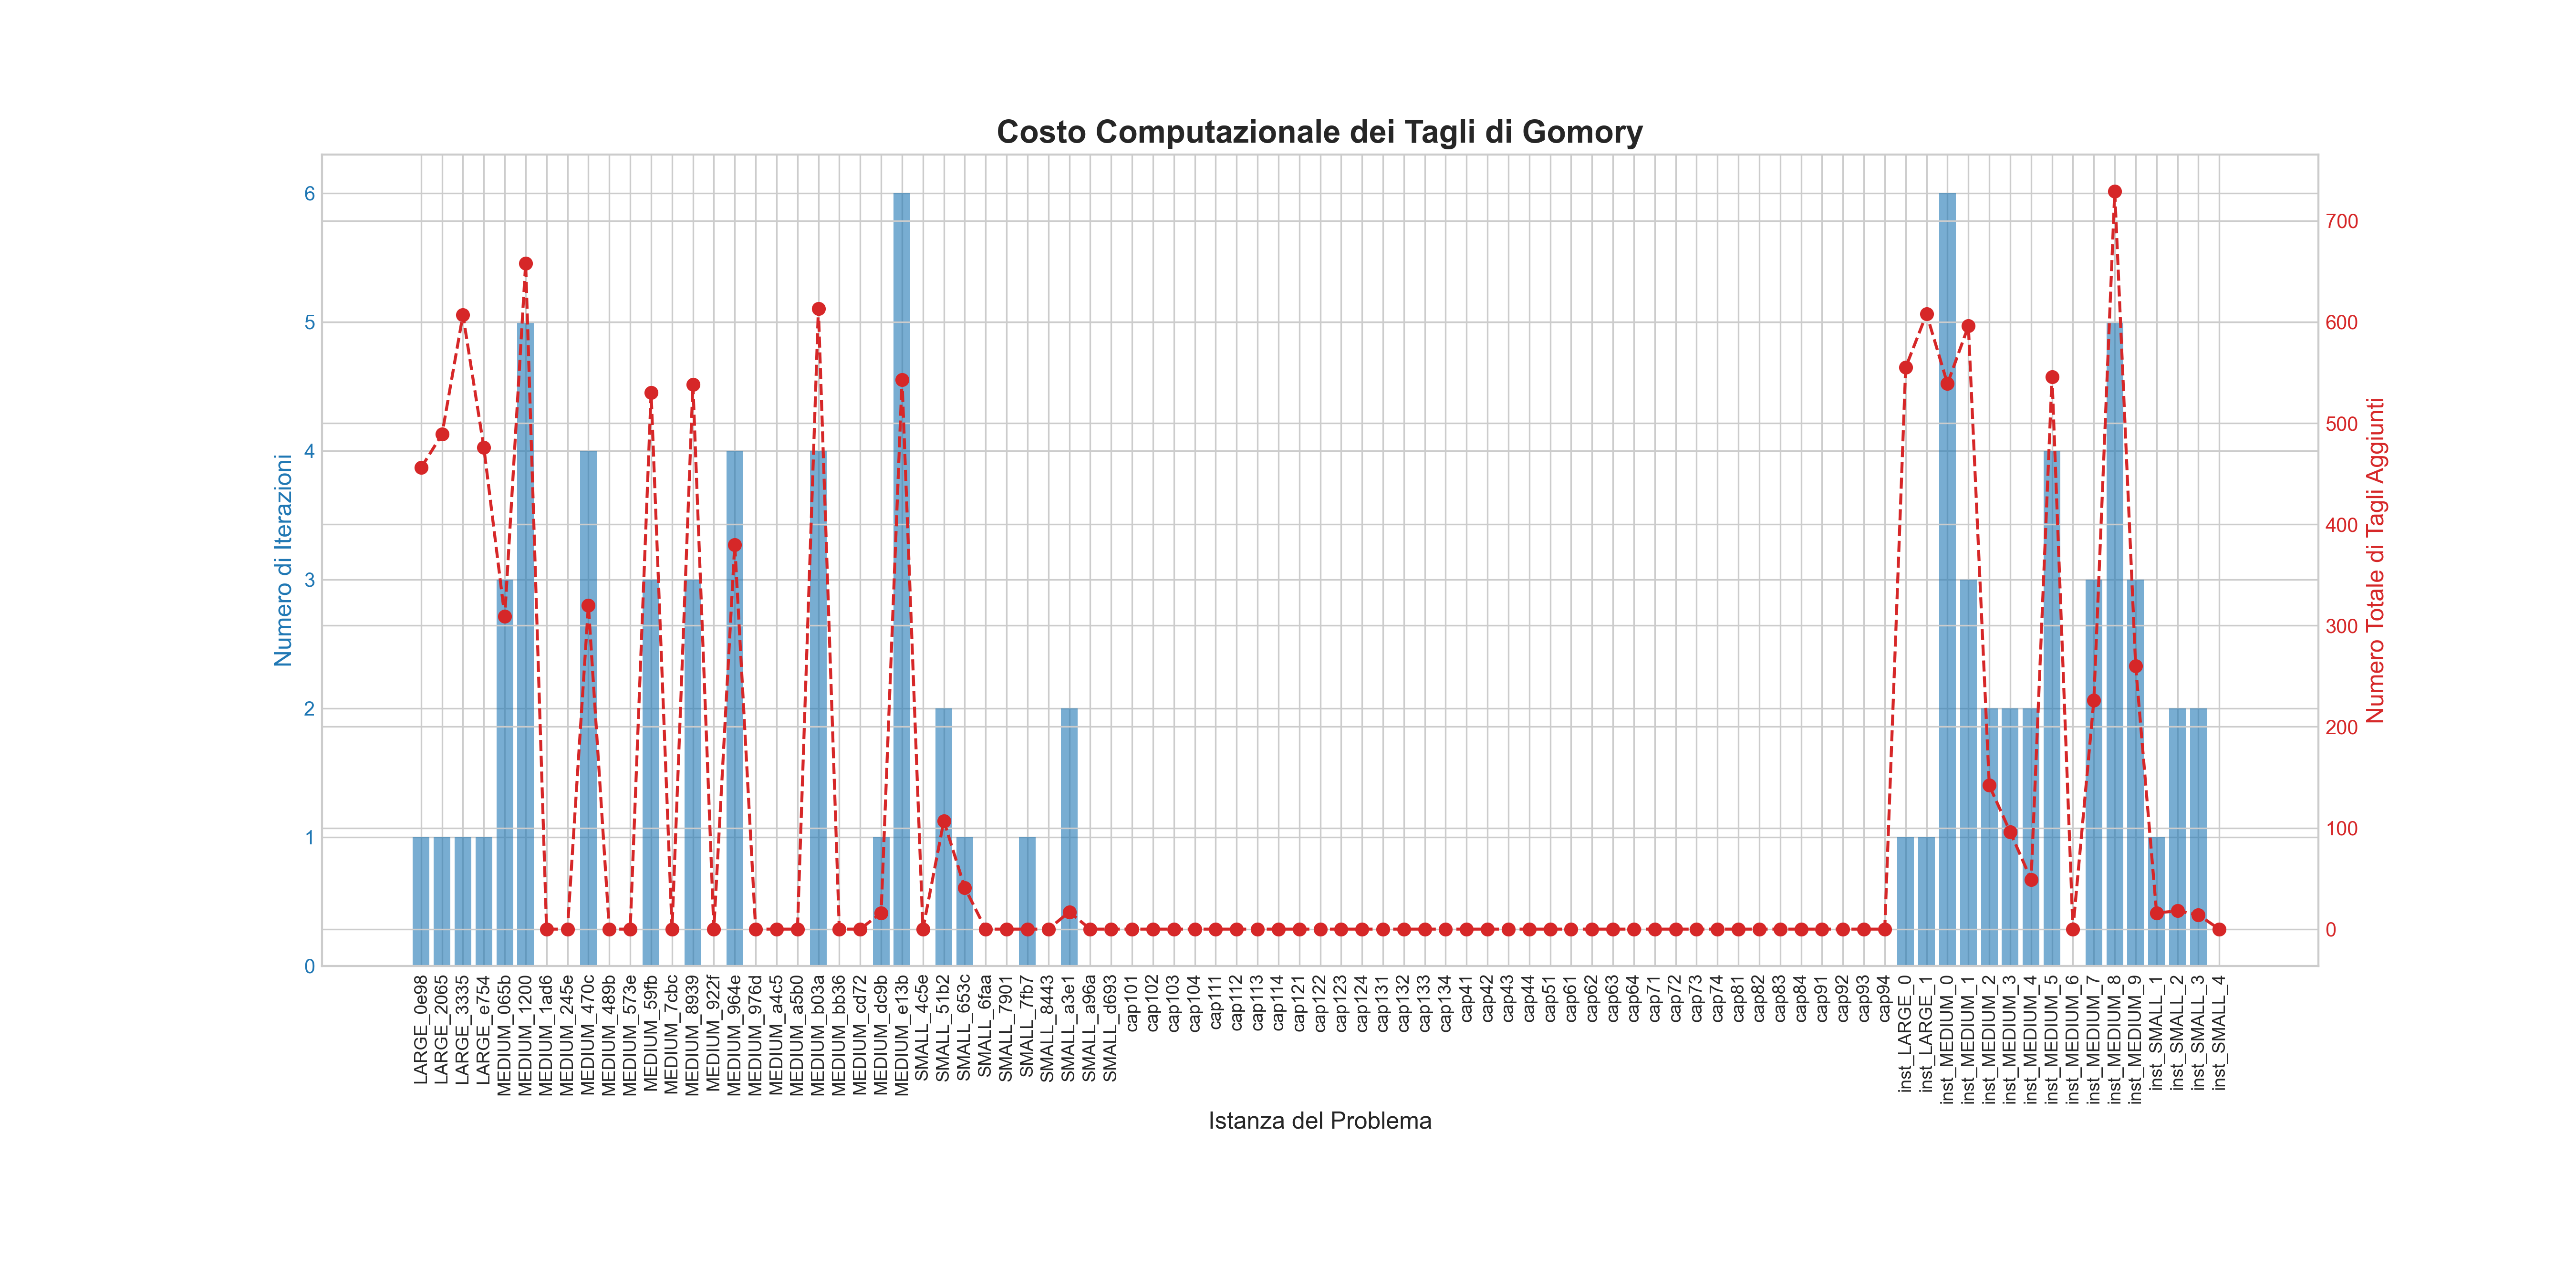 Costo Computazionale dei Tagli di Gomory
Numero di Iterazioni
6
5
4
3
2
1
0
Numero Totale di Tagli Aggiunti
700
600
500
400
300
200
100
0
LARGE_0e98
LARGE_2065
LARGE_3335
LARGE_e754
MEDIUM_065b
MEDIUM_1200
MEDIUM_1ad6
MEDIUM_245e
MEDIUM_470c
MEDIUM_489b
MEDIUM_573e
MEDIUM_59fb
MEDIUM_7cbc
MEDIUM_8939
MEDIUM_922f
MEDIUM_964e
MEDIUM_976d
MEDIUM_a4c5
MEDIUM_a5b0
MEDIUM_b03a
MEDIUM_bb36
MEDIUM_cd72
MEDIUM_dc9b
MEDIUM_e13b
SMALL_4c5e
SMALL_51b2
SMALL_653c
SMALL_6faa
SMALL_7901
SMALL_7fb7
SMALL_8443
SMALL_a3e1
SMALL_a96a
SMALL_d693
cap101
cap102
cap103
cap104
cap111
cap112
cap113
cap114
cap121
cap122
cap123
cap124
cap131
cap132
cap133
cap134
cap41
cap42
cap43
cap44
cap51
cap61
cap62
cap63
cap64
cap71
cap72
cap73
cap74
cap81
cap82
cap83
cap84
cap91
cap92
cap93
cap94
inst_LARGE_0
inst_LARGE_1
inst_MEDIUM_0
inst_MEDIUM_1
inst_MEDIUM_2
inst_MEDIUM_3
inst_MEDIUM_4
inst_MEDIUM_5
inst_MEDIUM_6
inst_MEDIUM_7
inst_MEDIUM_8
inst_MEDIUM_9
inst_SMALL_1
inst_SMALL_2
inst_SMALL_3
inst_SMALL_4
Istanza del Problema